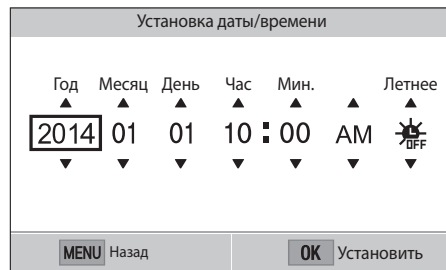 Установка даты/времени
Год Месяц День Час Мин. Летнее
2014 01 01 10:00 AM OFF
MENU Назад OK Установить